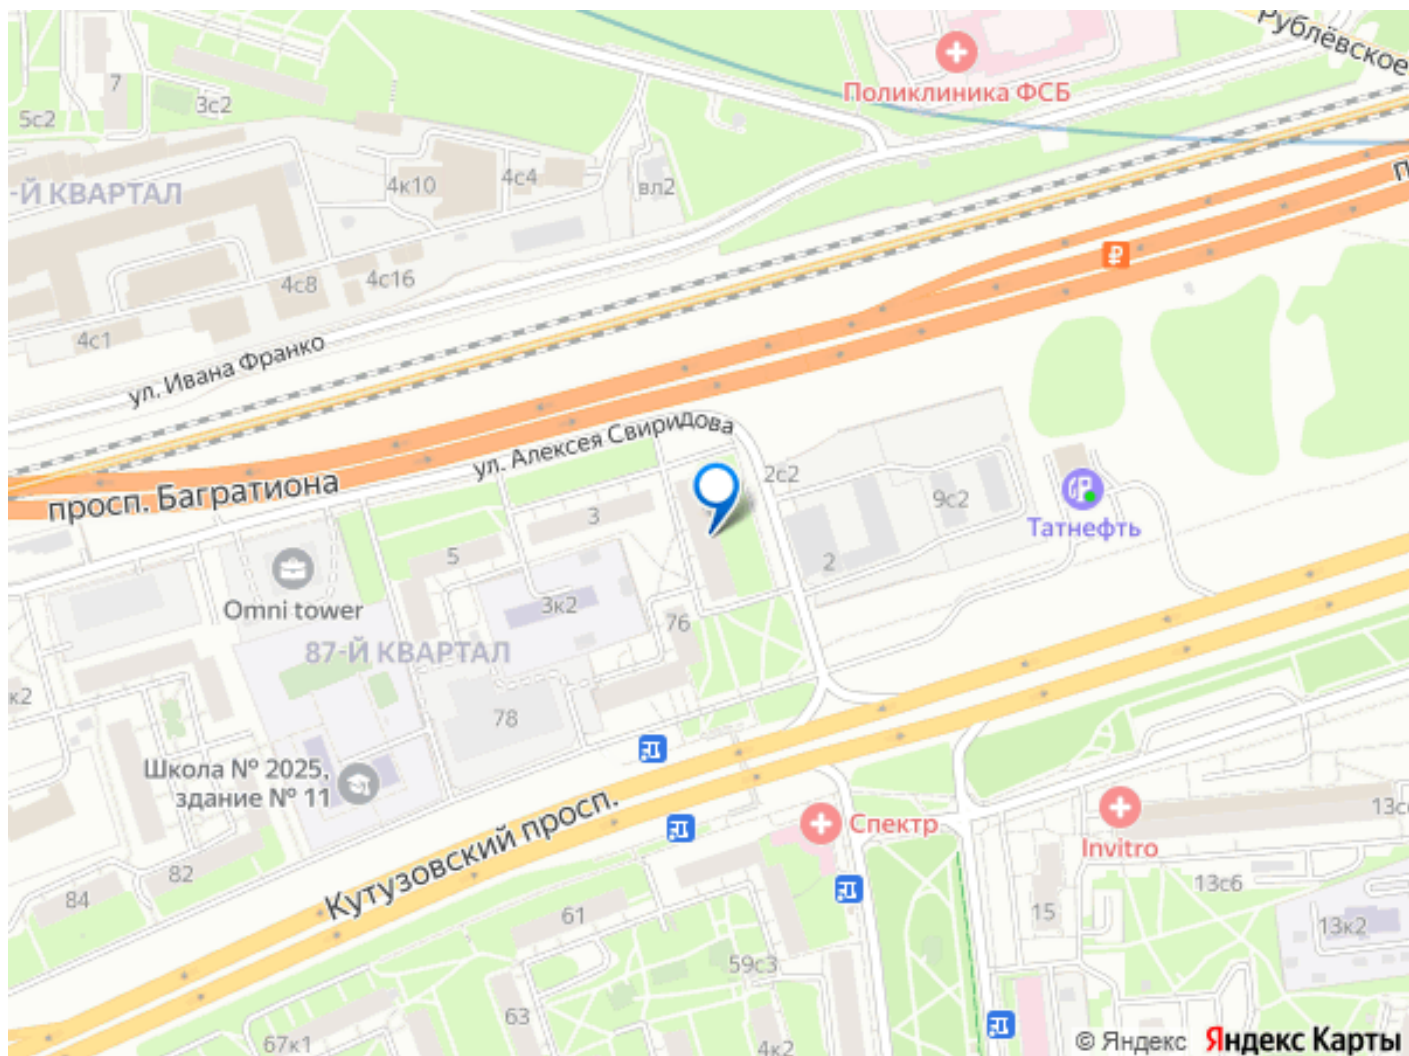 Рублёвское
Поликлиника ФСБ
7
3с2
5с2
4к10
4с4
вл2
-Й КВАРТАЛ
4с8
4с16
4с1
ул. Ивана Франко
ул. Алексея Свиридова
просп. Багратиона
2с2
9с2
Татнефть
3
5
2
Omni tower
3к2
76
87-Й КВАРТАЛ
к2
78
Школа № 2025,
здание № 11
Кутузовский просп.
Спектр
Invitro
13с6
82
84
61
15
13к2
59с3
63
67к1
4к2
© Яндекс Яндекс Карты